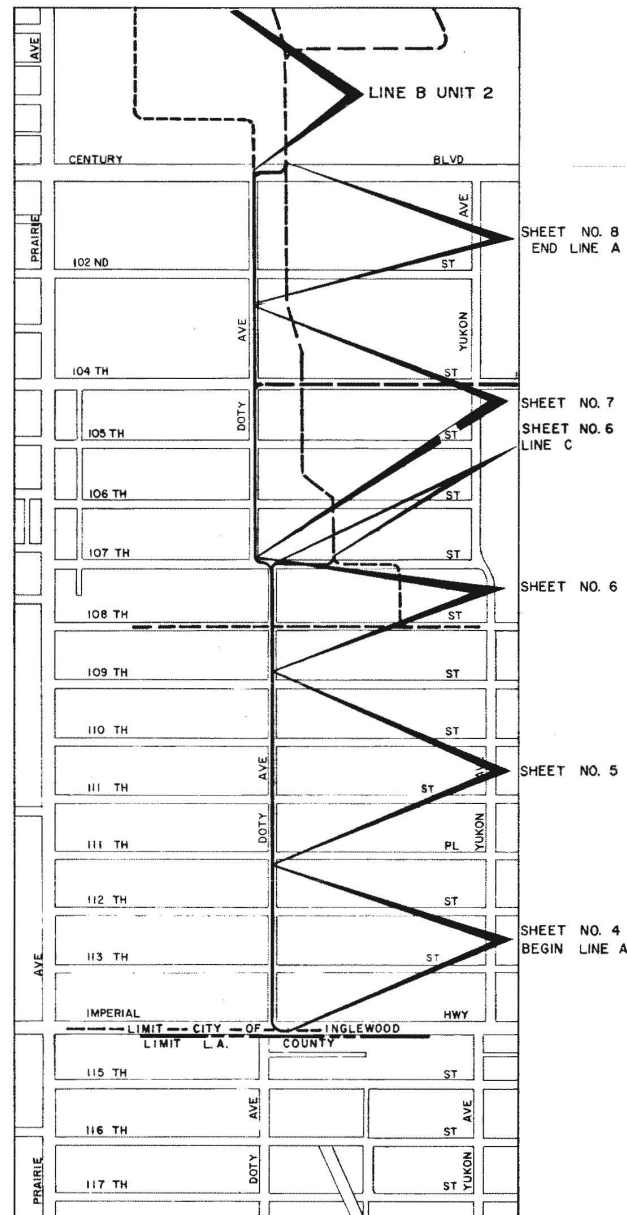 AVE
LINE B UNIT 2
CENTURY BLVD
PRAIRIE
AVE
SHEET NO. 8
END LINE A
102 ND ST
AVE
YUKON
104 TH ST
DOTY
SHEET NO. 7
105 TH ST
SHEET NO. 6
LINE C
106 TH ST
107 TH ST
SHEET NO. 6
108 TH ST
109 TH ST
110 TH ST
AVE
AVE
SHEET NO. 5
111 TH ST
DOTY
YUKON
111 TH PL
112 TH ST
SHEET NO. 4
BEGIN LINE A
113 TH ST
AVE
IMPERIAL HWY
LIMIT CITY OF INGLEWOOD
LIMIT L.A. COUNTY
115 TH ST
AVE
AVE
116 TH ST
DOTY
YUKON
PRAIRIE
117 TH ST